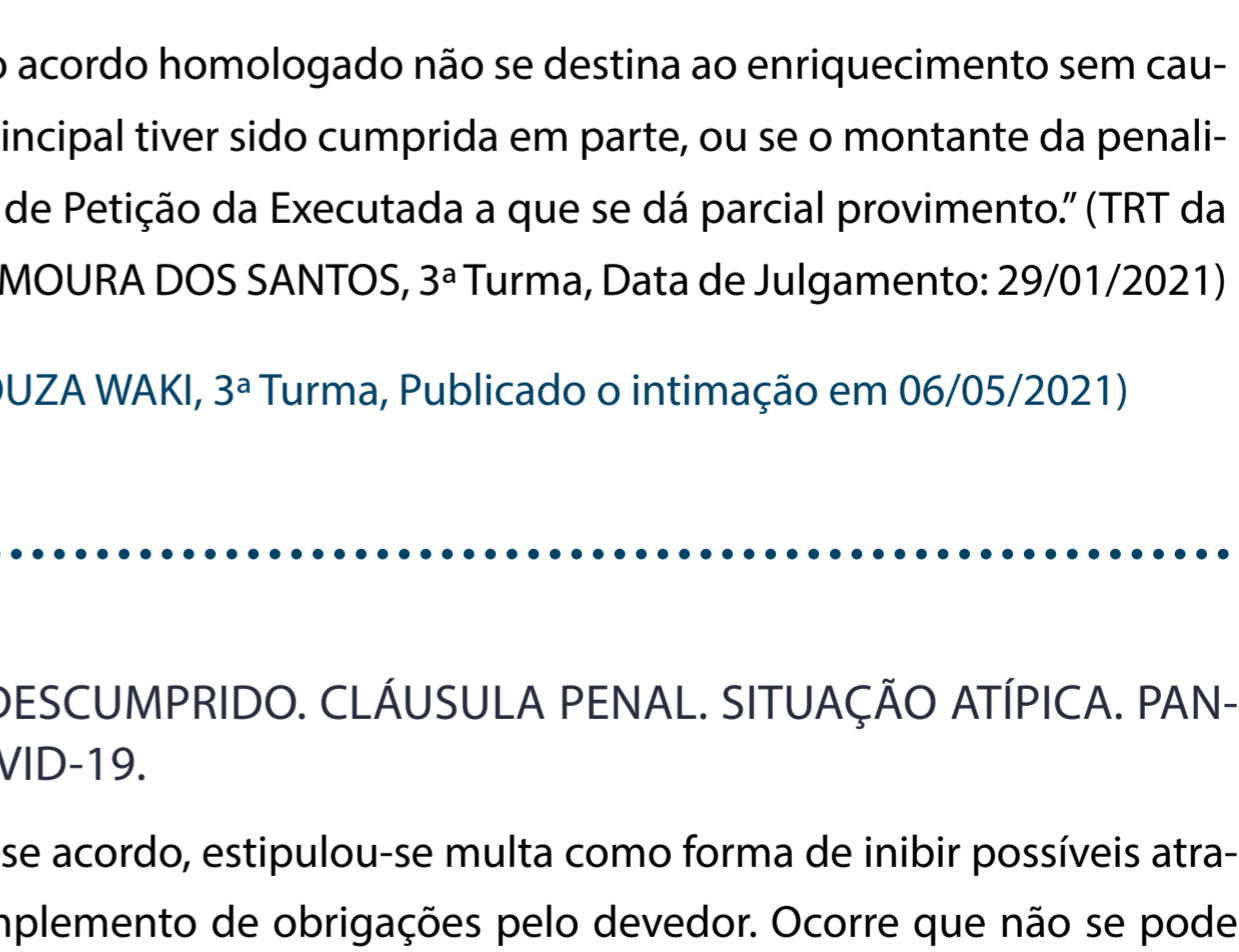 o acordo homologado não se destina ao enriquecimento sem cau-
incipal tiver sido cumprida em parte, ou se o montante da penali-
de Petição da Executada a que se dá parcial provimento." (TRT da
MOURA DOS SANTOS, 3ª Turma, Data de Julgamento: 29/01/2021)
OUZA WAKI, 3ª Turma, Publicado o intimação em 06/05/2021)
DESCUMPRIDO. CLÁUSULA PENAL. SITUAÇÃO ATÍPICA. PAN-
VID-19.
se acordo, estipulou-se multa como forma de inibir possíveis atra-
mplemento de obrigações pelo devedor. Ocorre que não se pode